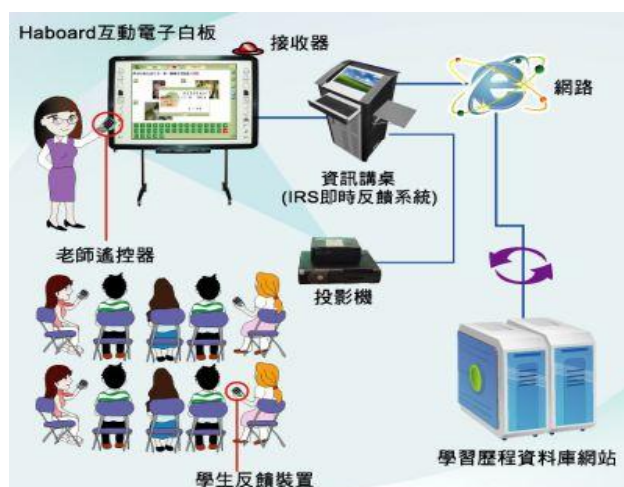 Haboard互動電子白板
接收器
網路
資訊講桌
(IRS即時反饋系統)
老師遙控器
投影機
學習歷程資料庫網站
學生反饋裝置